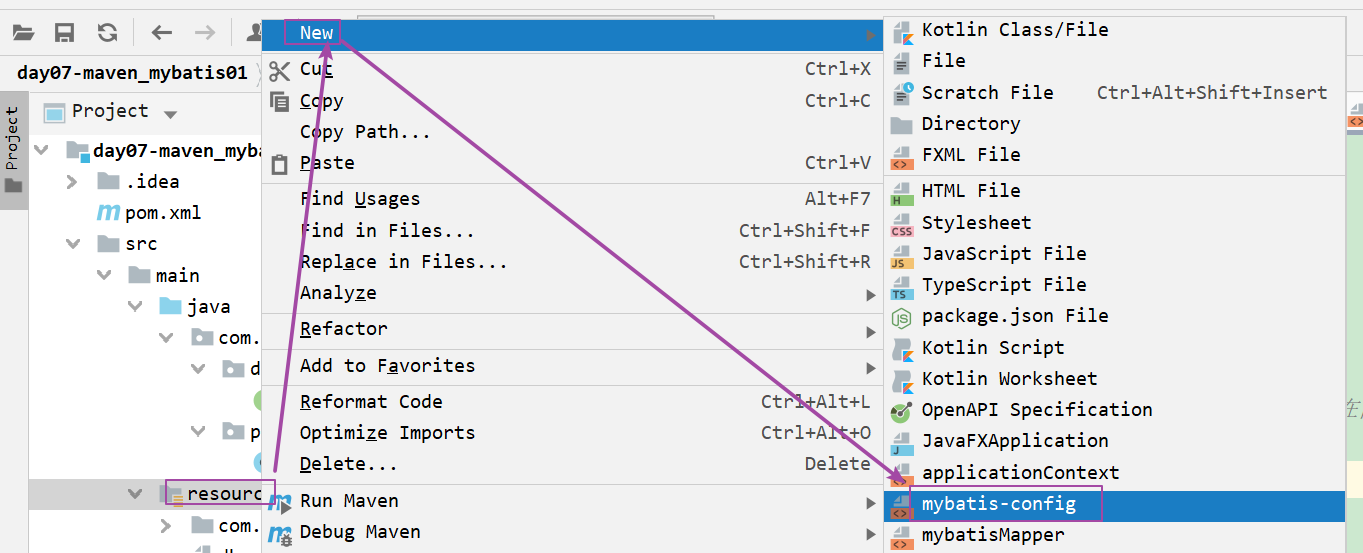 day07-maven_mybatis01
Project
Project
day07-maven_myba
.idea
pom.xml
src
main
java
com.
d
p
resourc
com.
New
Cut Ctrl+X
Copy Ctrl+C
Copy Path...
Paste Ctrl+V
Find Usages Alt+F7
Find in Files... Ctrl+Shift+F
Replace in Files... Ctrl+Shift+R
Analyze
Refactor
Add to Favorites
Reformat Code Ctrl+Alt+L
Optimize Imports Ctrl+Alt+O
Delete... Delete
Run Maven
Debug Maven
Kotlin Class/File
File
Scratch File Ctrl+Alt+Shift+Insert
Directory
FXML File
HTML File
Stylesheet
JavaScript File
TypeScript File
package.json File
Kotlin Script
Kotlin Worksheet
OpenAPI Specification
JavaFXApplication
applicationContext
mybatis-config
mybatisMapper